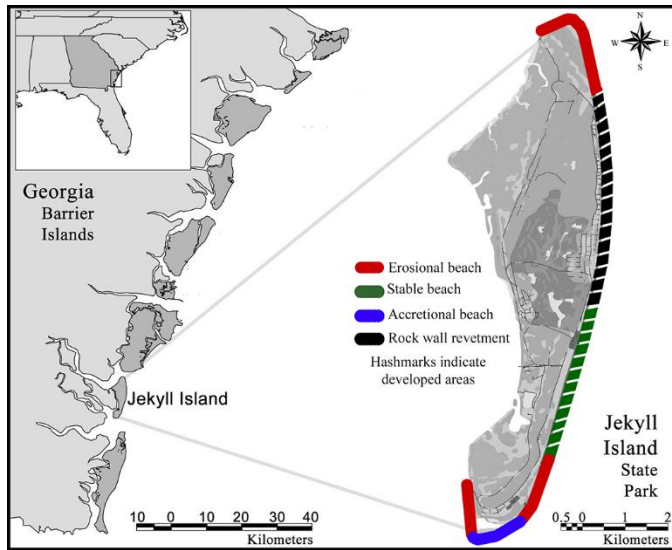 Georgia
Barrier
Islands
Jekyll Island
10 0 10 20 30 40
Kilometers
N
W E
S
Erosional beach
Stable beach
Accretional beach
Rock wall revetment
Hashmarks indicate
developed areas
Jekyll
Island
State
Park
0.5 0 1 2
Kilometers